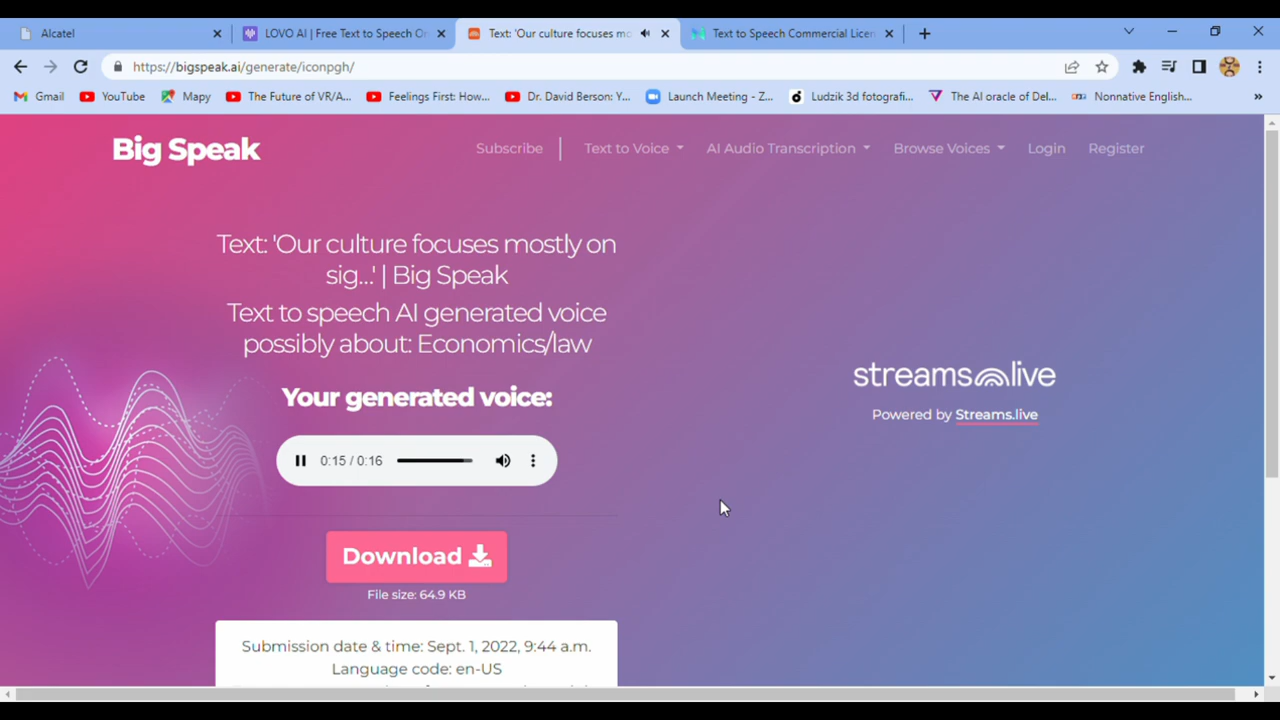 Alcatel
LOVO AI | Free Text to Speech On
Text: 'Our culture focuses mo
Text to Speech Commercial Licen
https://bigspeak.ai/generate/iconpgh/
Gmail
YouTube
Mapy
The Future of VR/A...
Feelings First: How...
Dr. David Berson: Y...
Launch Meeting - Z...
Ludzik 3d fotografi...
The AI oracle of Del...
Nonnative English...
Big Speak
Subscribe
Text to Voice
AI Audio Transcription
Browse Voices
Login
Register
Text: 'Our culture focuses mostly on
sig...' | Big Speak
Text to speech AI generated voice
possibly about: Economics/law
Your generated voice:
0:15 / 0:16
streams live
Powered by Streams.live
Download
File size: 64.9 KB
Submission date & time: Sept. 1, 2022, 9:44 a.m.
Language code: en-US